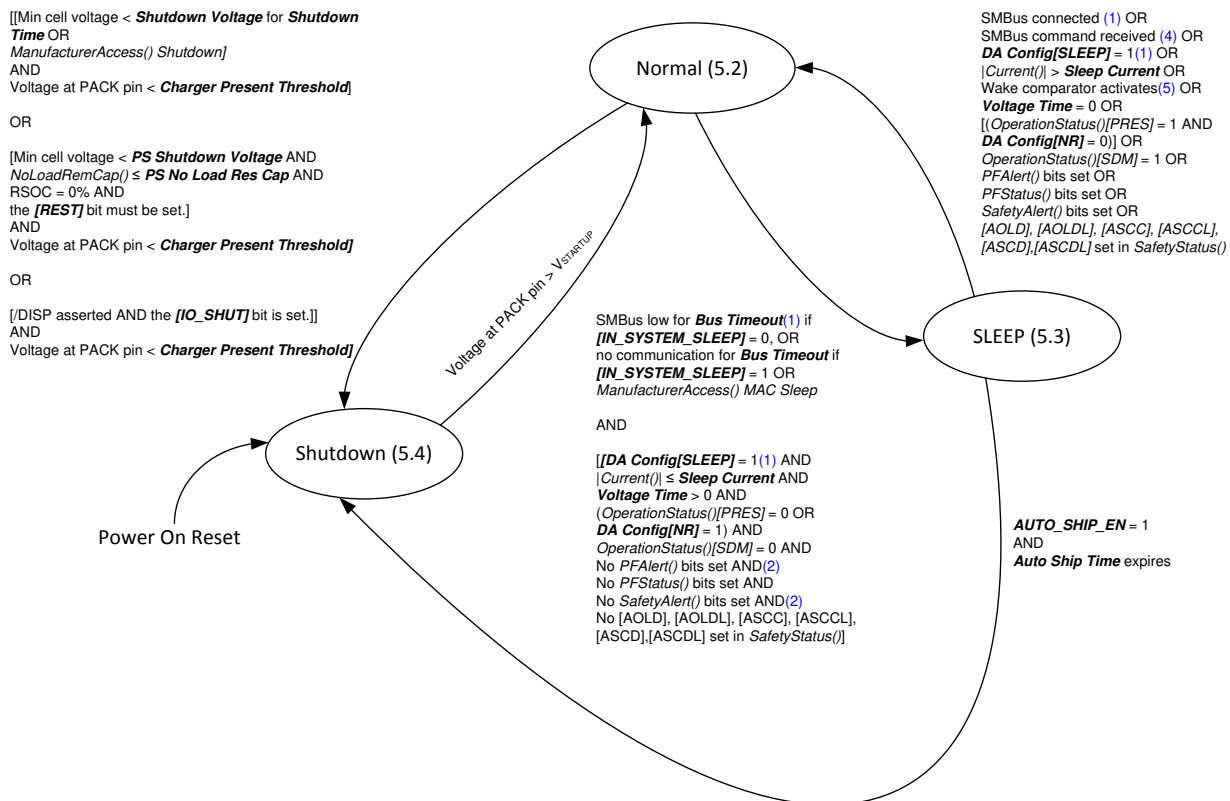 [[Min cell voltage < Shutdown Voltage for Shutdown
Time OR
ManufacturerAccess() Shutdown]
AND
Voltage at PACK pin < Charger Present Threshold]
OR
[Min cell voltage < PS Shutdown Voltage AND
NoLoadRemCap() ≤ PS No Load Res Cap AND
RSOC = 0% AND
the [REST] bit must be set.]
AND
Voltage at PACK pin < Charger Present Threshold]
OR
[/DISP asserted AND the [IO_SHUT] bit is set.]]
AND
Voltage at PACK pin < Charger Present Threshold]
Normal (5.2)
SMBus connected (1) OR
SMBus command received (4) OR
DA Config[SLEEP] = 1(1) OR
|Current()| > Sleep Current OR
Wake comparator activates(5) OR
Voltage Time = 0 OR
[(OperationStatus()[PRES] = 1 AND
DA Config[NR] = 0)] OR
OperationStatus()[SDM] = 1 OR
PFAlert() bits set OR
PFStatus() bits set OR
SafetyAlert() bits set OR
[AOLD], [AOLDL], [ASCC], [ASCCL],
[ASCD],[ASCDL] set in SafetyStatus()
Voltage at PACK pin > VSTARTUP
SLEEP (5.3)
SMBus low for Bus Timeout(1) if
[IN_SYSTEM_SLEEP] = 0, OR
no communication for Bus Timeout if
[IN_SYSTEM_SLEEP] = 1 OR
ManufacturerAccess() MAC Sleep
AND
[[DA Config[SLEEP] = 1(1) AND
|Current()| ≤ Sleep Current AND
Voltage Time > 0 AND
(OperationStatus()[PRES] = 0 OR
DA Config[NR] = 1) AND
OperationStatus()[SDM] = 0 AND
No PFAlert() bits set AND(2)
No PFStatus() bits set AND
No SafetyAlert() bits set AND(2)
No [AOLD], [AOLDL], [ASCC], [ASCCL],
[ASCD],[ASCDL] set in SafetyStatus()]
Shutdown (5.4)
Power On Reset
AUTO_SHIP_EN = 1
AND
Auto Ship Time expires